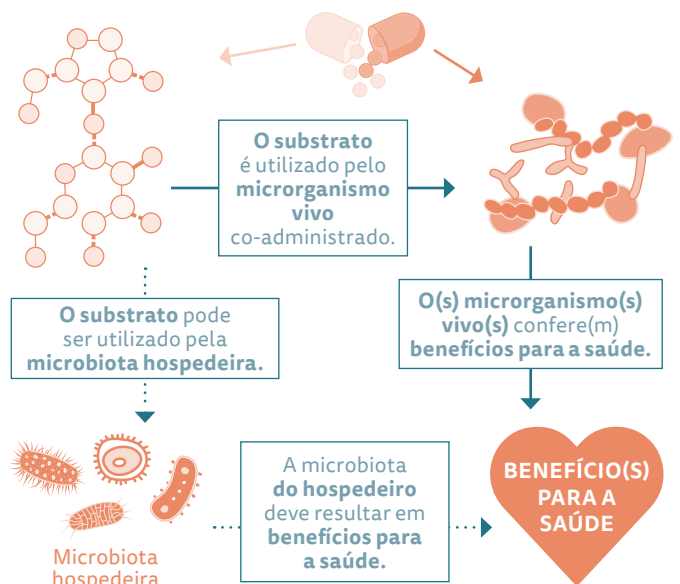 O substrato
é utilizado pelo
microrganismo
vivo
co-administrado.
O substrato pode
ser utilizado pela
microbiota hospedeira.
O(s) microrganismo(s)
vivo(s) confere(m)
benefícios para a saúde.
A microbiota
do hospedeiro
deve resultar em
benefícios para
a saúde.
BENEFÍCIO(S)
PARA A
SAÚDE
Microbiota
hospedeira